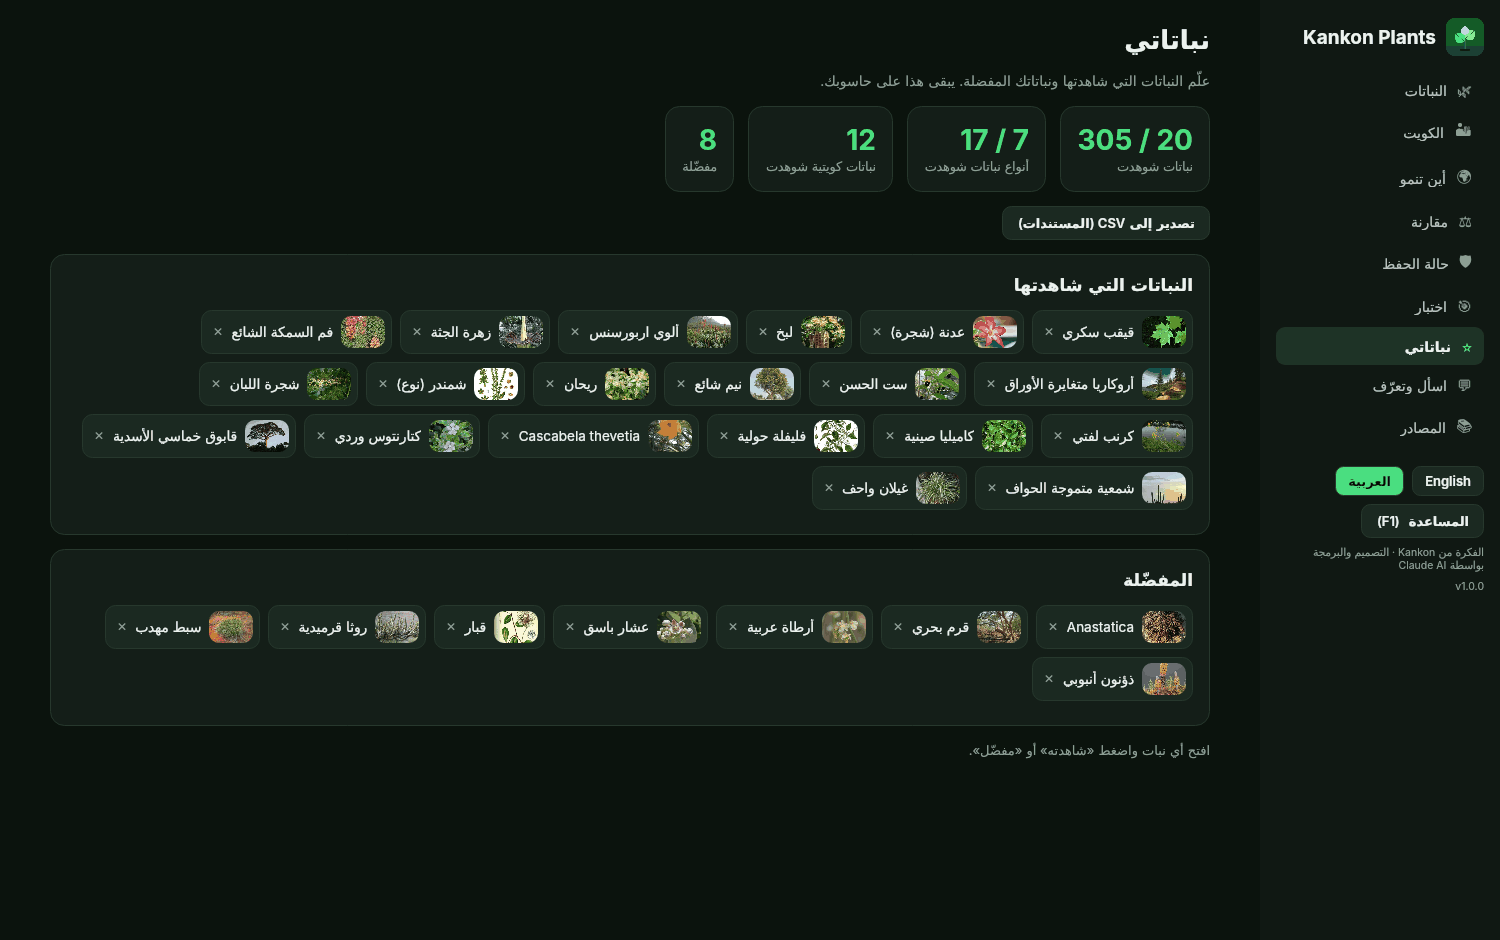 Kankon Plants
النباتات
الكويت
أين تنمو
مقارنة
حالة الحفظ
اختبار
نباتاتي
اسأل وتعرّف
المصادر
English
العربية
المساعدة (F1)
الفكرة من Kankon · التصميم والبرمجة
بواسطة Claude AI
v1.0.0
نباتاتي
علّم النباتات التي شاهدتها ونباتاتك المفضلة. يبقى هذا على حاسوبك.
305 / 20
نباتات شوهدت
17 / 7
أنواع نباتات شوهدت
12
نباتات كويتية شوهدت
8
مفضّلة
تصدير إلى CSV (المستندات)
النباتات التي شاهدتها
قيقب سكري ✕ عدنة (شجرة) ✕ لبخ ✕ ألوي اربورسنس ✕ زهرة الجثة ✕ فم السمكة الشائع ✕
أروكاريا متغايرة الأوراق ✕ ست الحسن ✕ نيم شائع ✕ ريحان ✕ شمندر (نوع) ✕ شجرة اللبان ✕
كرنب لفتي ✕ كاميليا صينية ✕ فليفلة حولية ✕ Cascabela thevetia ✕ كتارنتوس وردي ✕ قابوق خماسي الأسدية ✕
شمعية متموجة الحواف ✕ غيلان واحف ✕
المفضّلة
Anastatica ✕ قرم بحري ✕ أرطاة عربية ✕ عشار باسق ✕ قبار ✕ روثا قرميدية ✕ سبط مهدب ✕
ذؤنون أنبوبي ✕
افتح أي نبات واضغط «شاهدته» أو «مفضّل».